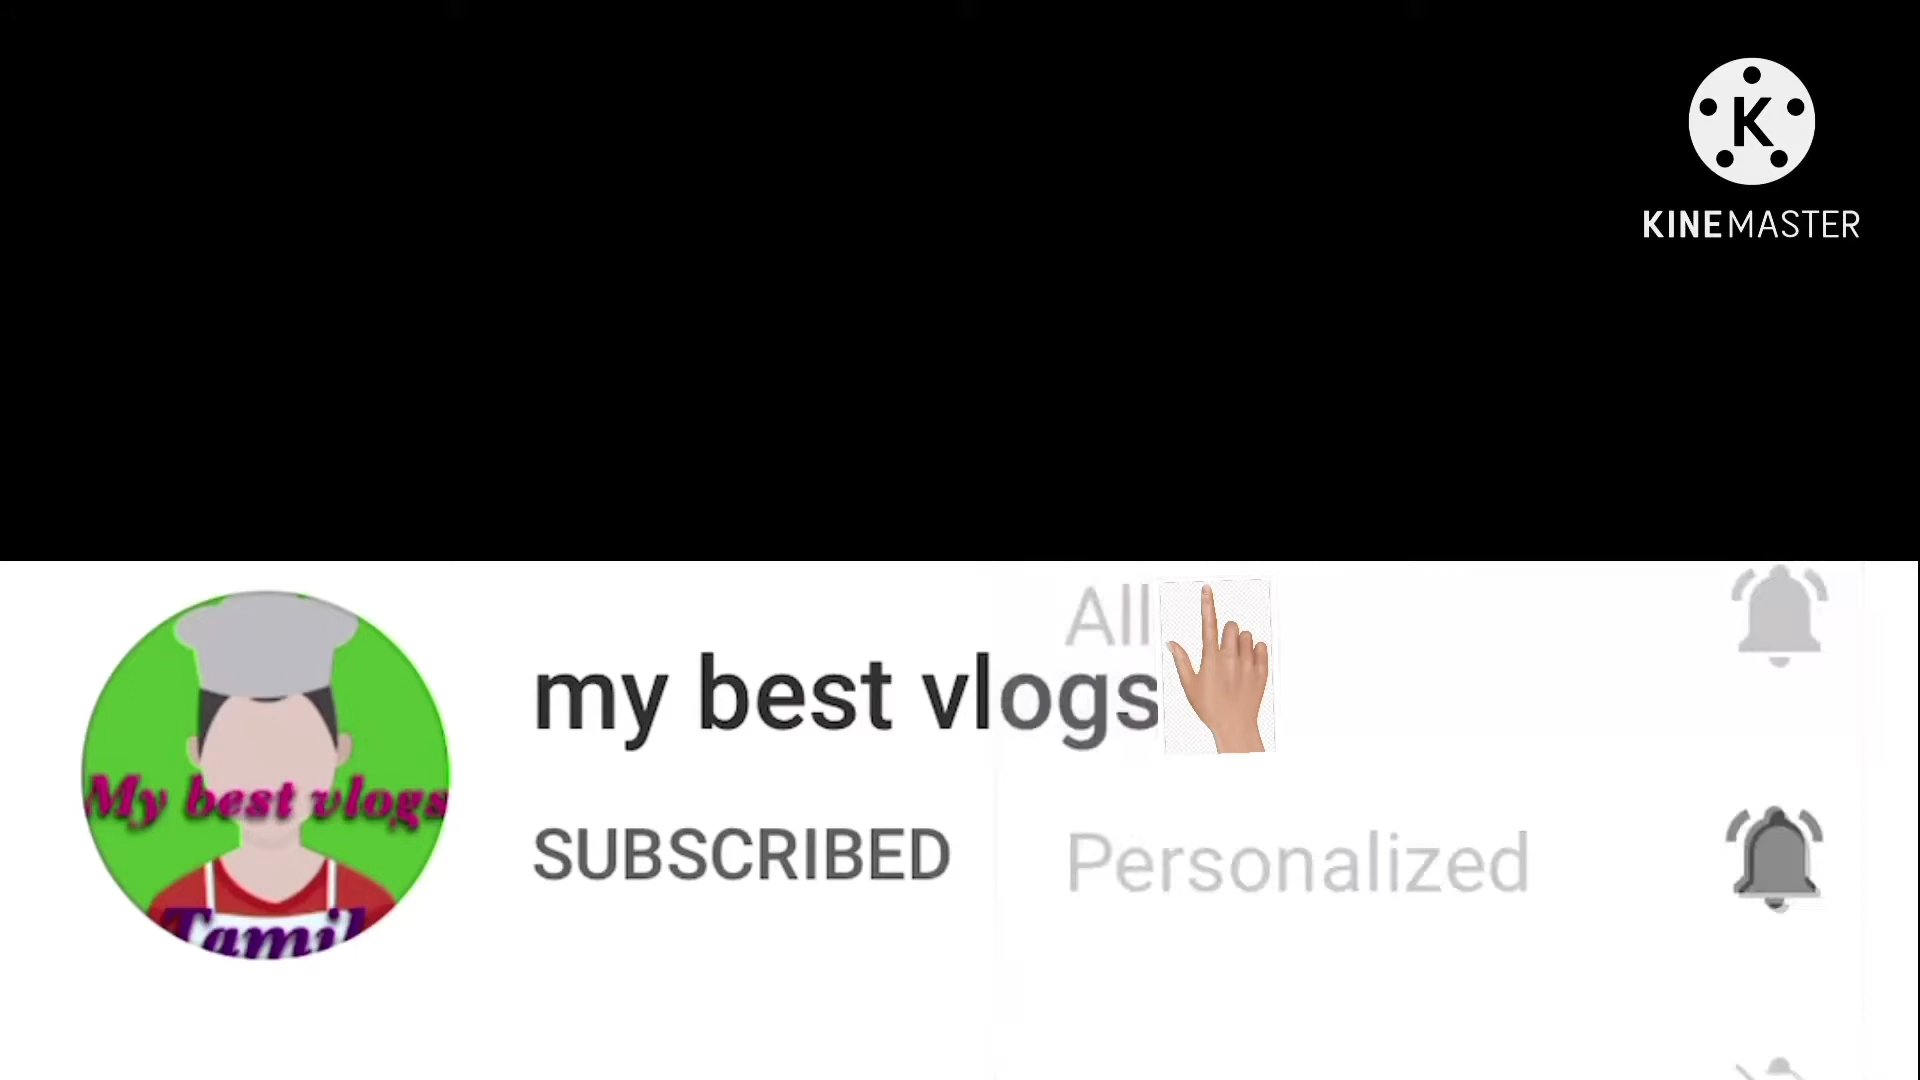 K
KINEMASTER
All
my best vlogs
My best vlogs
SUBSCRIBED
Personalized
Tamil